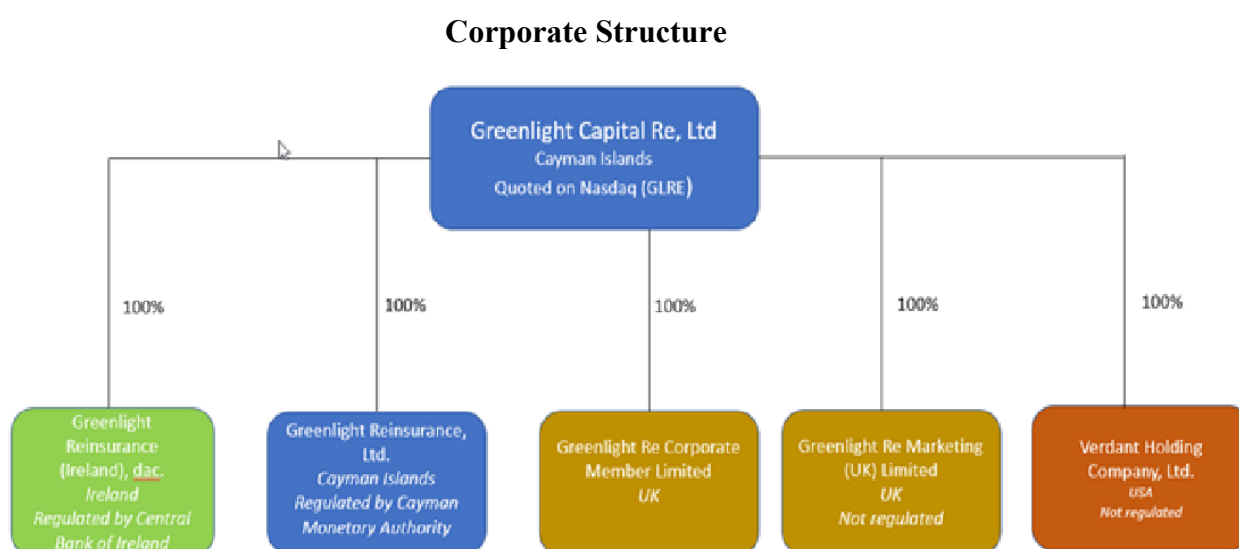 Corporate Structure
Greenlight Capital Re, Ltd
Cayman Islands
Quoted on Nasdaq (GLRE)
100%
100%
100%
100%
100%
Greenlight
Reinsurance
(Ireland), dac.
Ireland
Regulated by Central
Bank of Ireland
Greenlight Reinsurance,
Ltd.
Cayman Islands
Regulated by Cayman
Monetary Authority
Greenlight Re Corporate
Member Limited
UK
Greenlight Re Marketing
(UK) Limited
UK
Not regulated
Verdant Holding
Company, Ltd.
USA
Not regulated